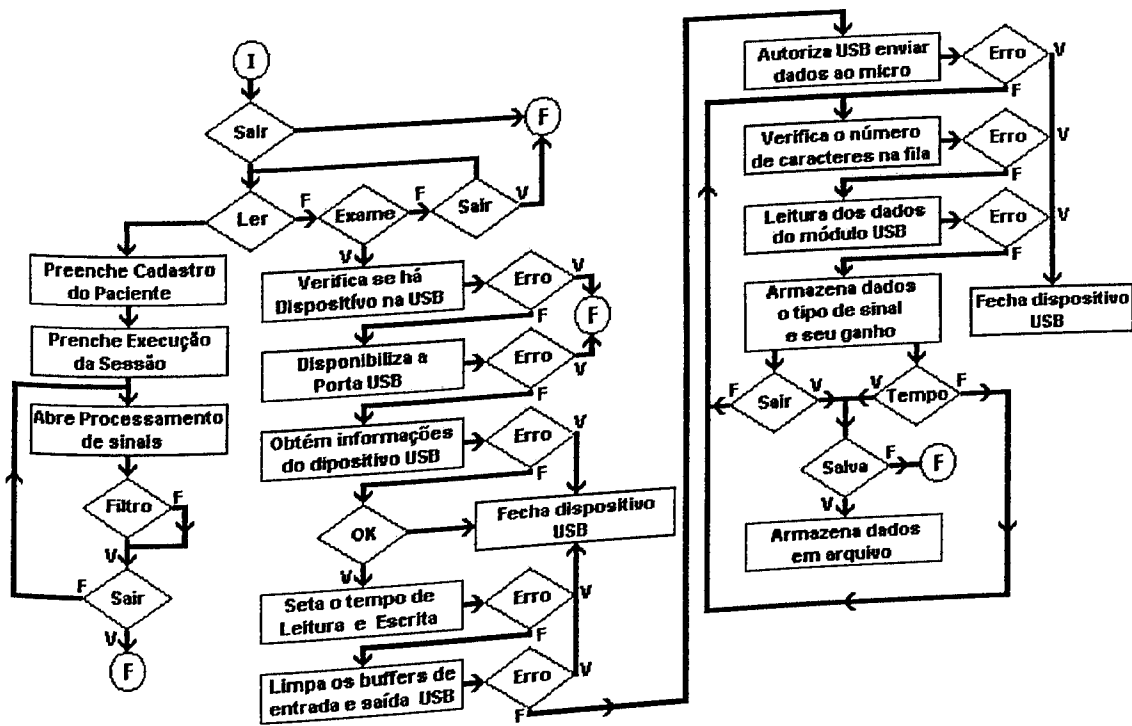 I
Sair
F
Ler
F
Exame
F
Sair
V
V
Preenche Cadastro
do Paciente
Prenche Execução
da Sessão
Abre Processamento
de sinais
Filtro
F
V
Sair
F
V
F
Verifica se há
Dispositivo na USB
Erro
V
F
F
Disponibiliza a
Porta USB
Erro
V
F
Obtém informações
do dipositivo USB
Erro
V
F
OK
V
Fecha dispositivo
USB
Seta o tempo de
Leitura e Escrita
Erro
V
F
Limpa os buffers de
entrada e saída USB
Erro
V
F
Autoriza USB enviar
dados ao micro
Erro
V
F
Verifica o número
de caracteres na fila
Erro
V
F
Leitura dos dados
do módulo USB
Erro
V
F
Armazena dados
o tipo de sinal
e seu ganho
Fecha dispositivo
USB
F
Sair
V
V
Tempo
F
Salva
F
F
V
Armazena dados
em arquivo